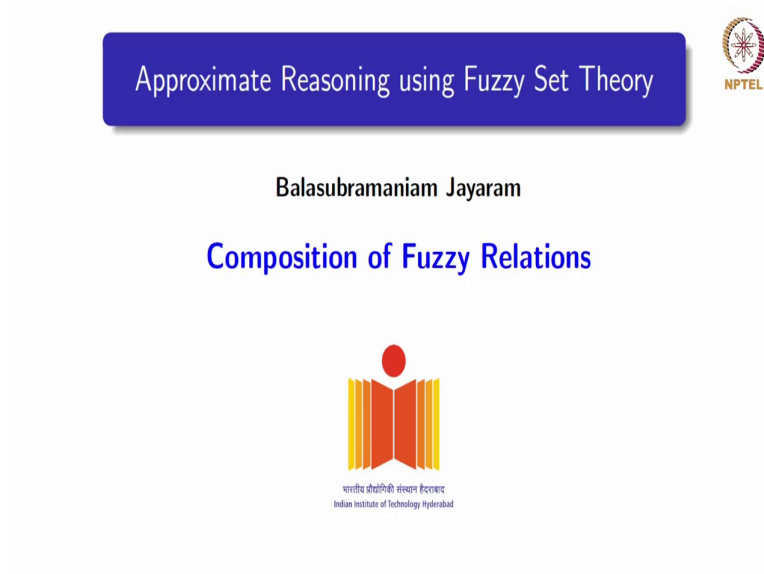 Approximate Reasoning using Fuzzy Set Theory
NPTEL
Balasubramaniam Jayaram
Composition of Fuzzy Relations
भारतीय प्रौद्योगिकी संस्थान हैदराबाद
Indian Institute of Technology Hyderabad